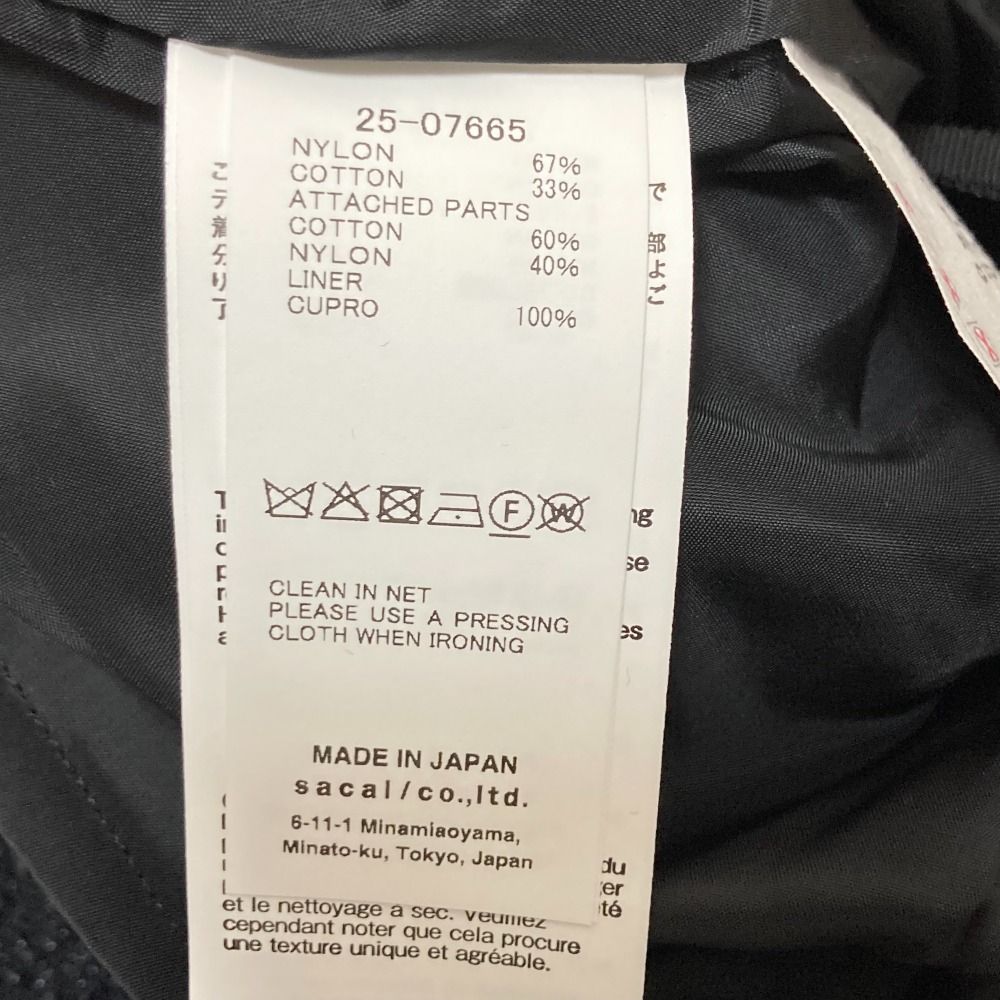 25-07665
NYLON 67%
COTTON 33%
ATTACHED PARTS
COTTON 60%
NYLON 40%
LINER
CUPRO 100%
F
W
CLEAN IN NET
PLEASE USE A PRESSING
CLOTH WHEN IRONING
MADE IN JAPAN
sacai/co.,ltd.
6-11-1 Minamiaoyama,
Minato-ku, Tokyo, Japan
du
té
et le nettoyage à sec. Veuillez
cependant noter que cela procure
une texture unique et agréable.